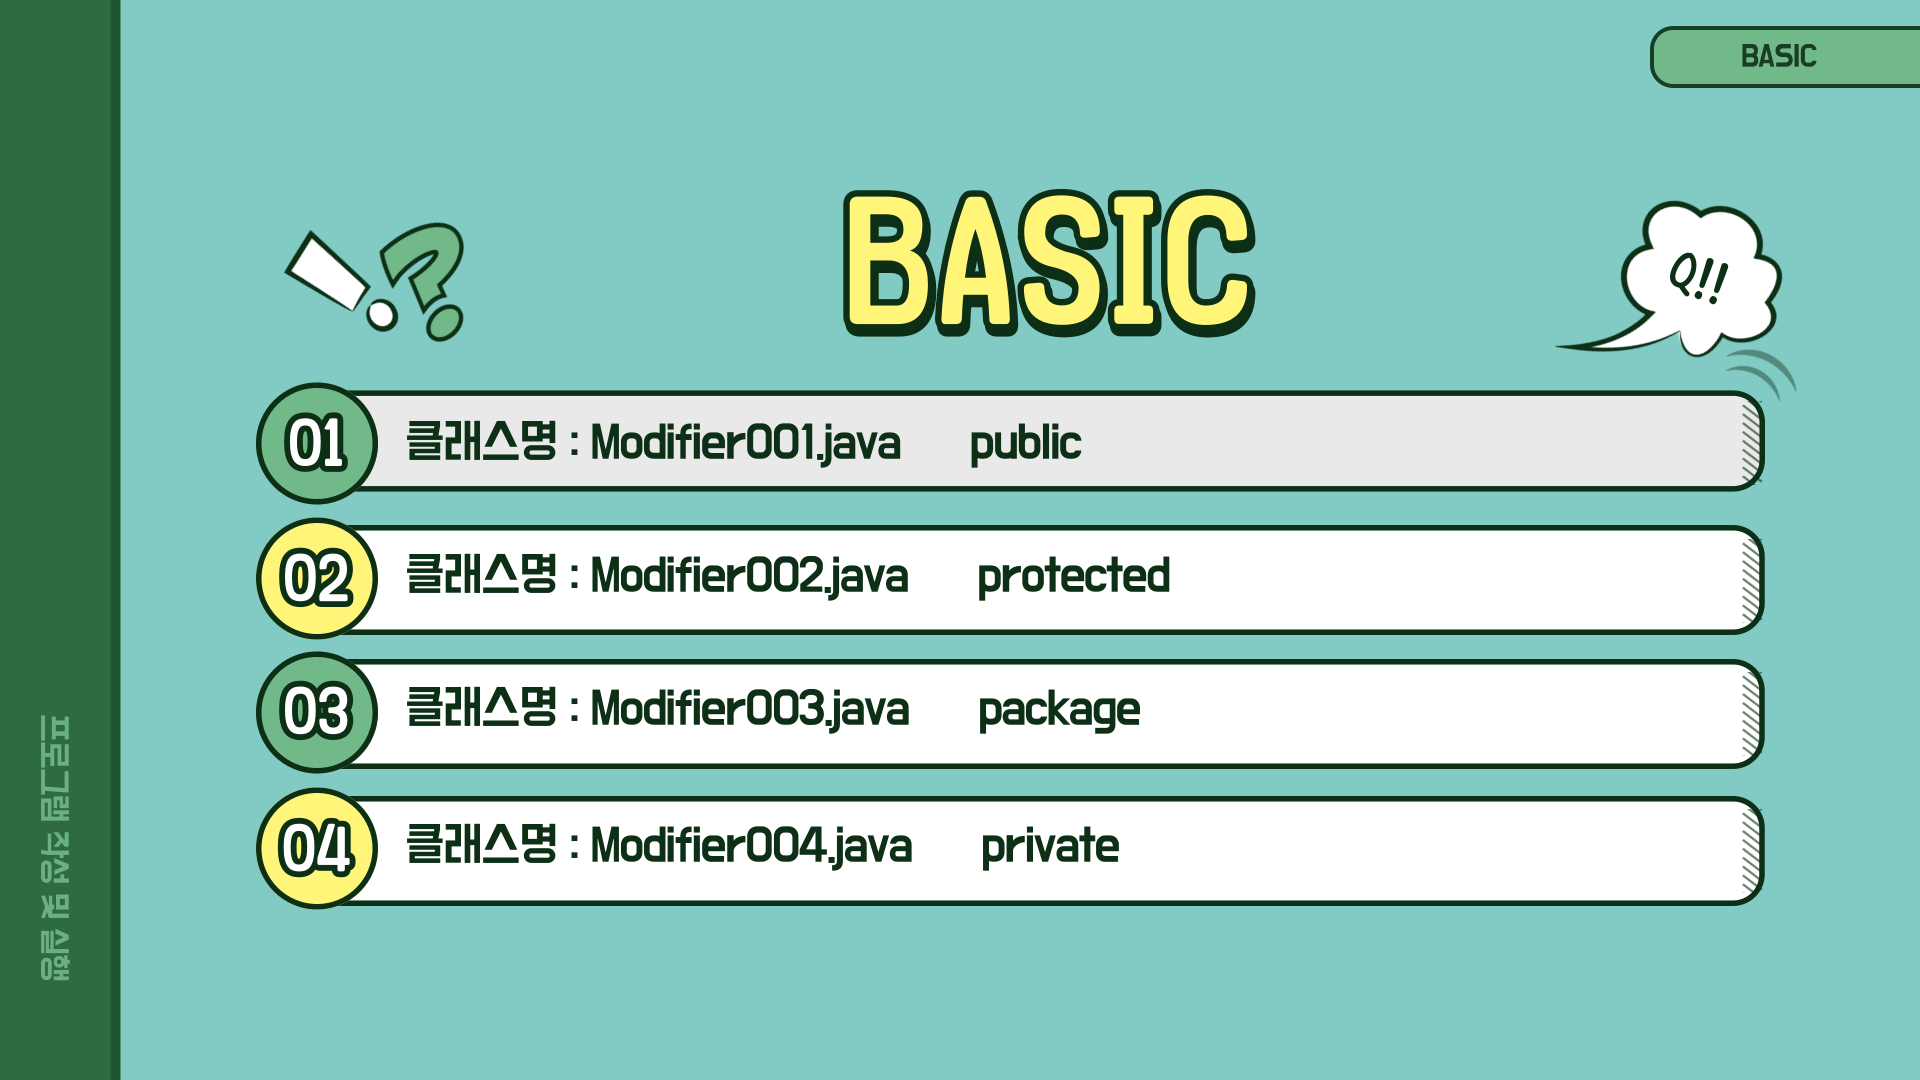 BASIC
BASIC
!?
Q!!
01 클래스명 : Modifier001.java public
02 클래스명 : Modifier002.java protected
03 클래스명 : Modifier003.java package
04 클래스명 : Modifier004.java private
프로그램 작성 및 실행